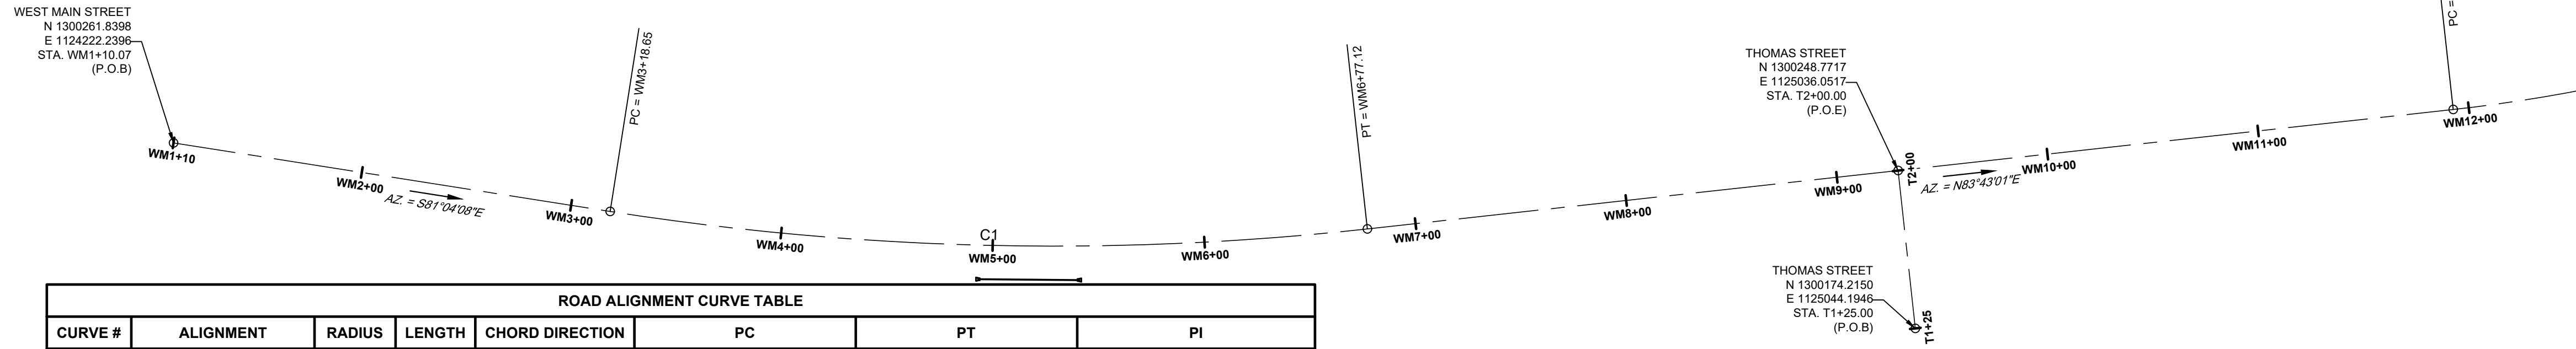 WEST MAIN STREET
N 1300261.8398
E 1124222.2396
STA. WM1+10.07
(P.O.B)
WM1+10
WM2+00
AZ. = S81°04'08"E
WM3+00
PC = WM3+18.65
WM4+00
C1
WM5+00
WM6+00
PT = WM6+77.12
WM7+00
WM8+00
WM9+00
THOMAS STREET
N 1300248.7717
E 1125036.0517
STA. T2+00.00
(P.O.E)
T2+00
AZ. = N83°43'01"E
WM10+00
WM11+00
PC =
WM12+00
THOMAS STREET
N 1300174.2150
E 1125044.1946
STA. T1+25.00
(P.O.B)
T1+25
ROAD ALIGNMENT CURVE TABLE
CURVE # ALIGNMENT RADIUS LENGTH CHORD DIRECTION PC PT PI